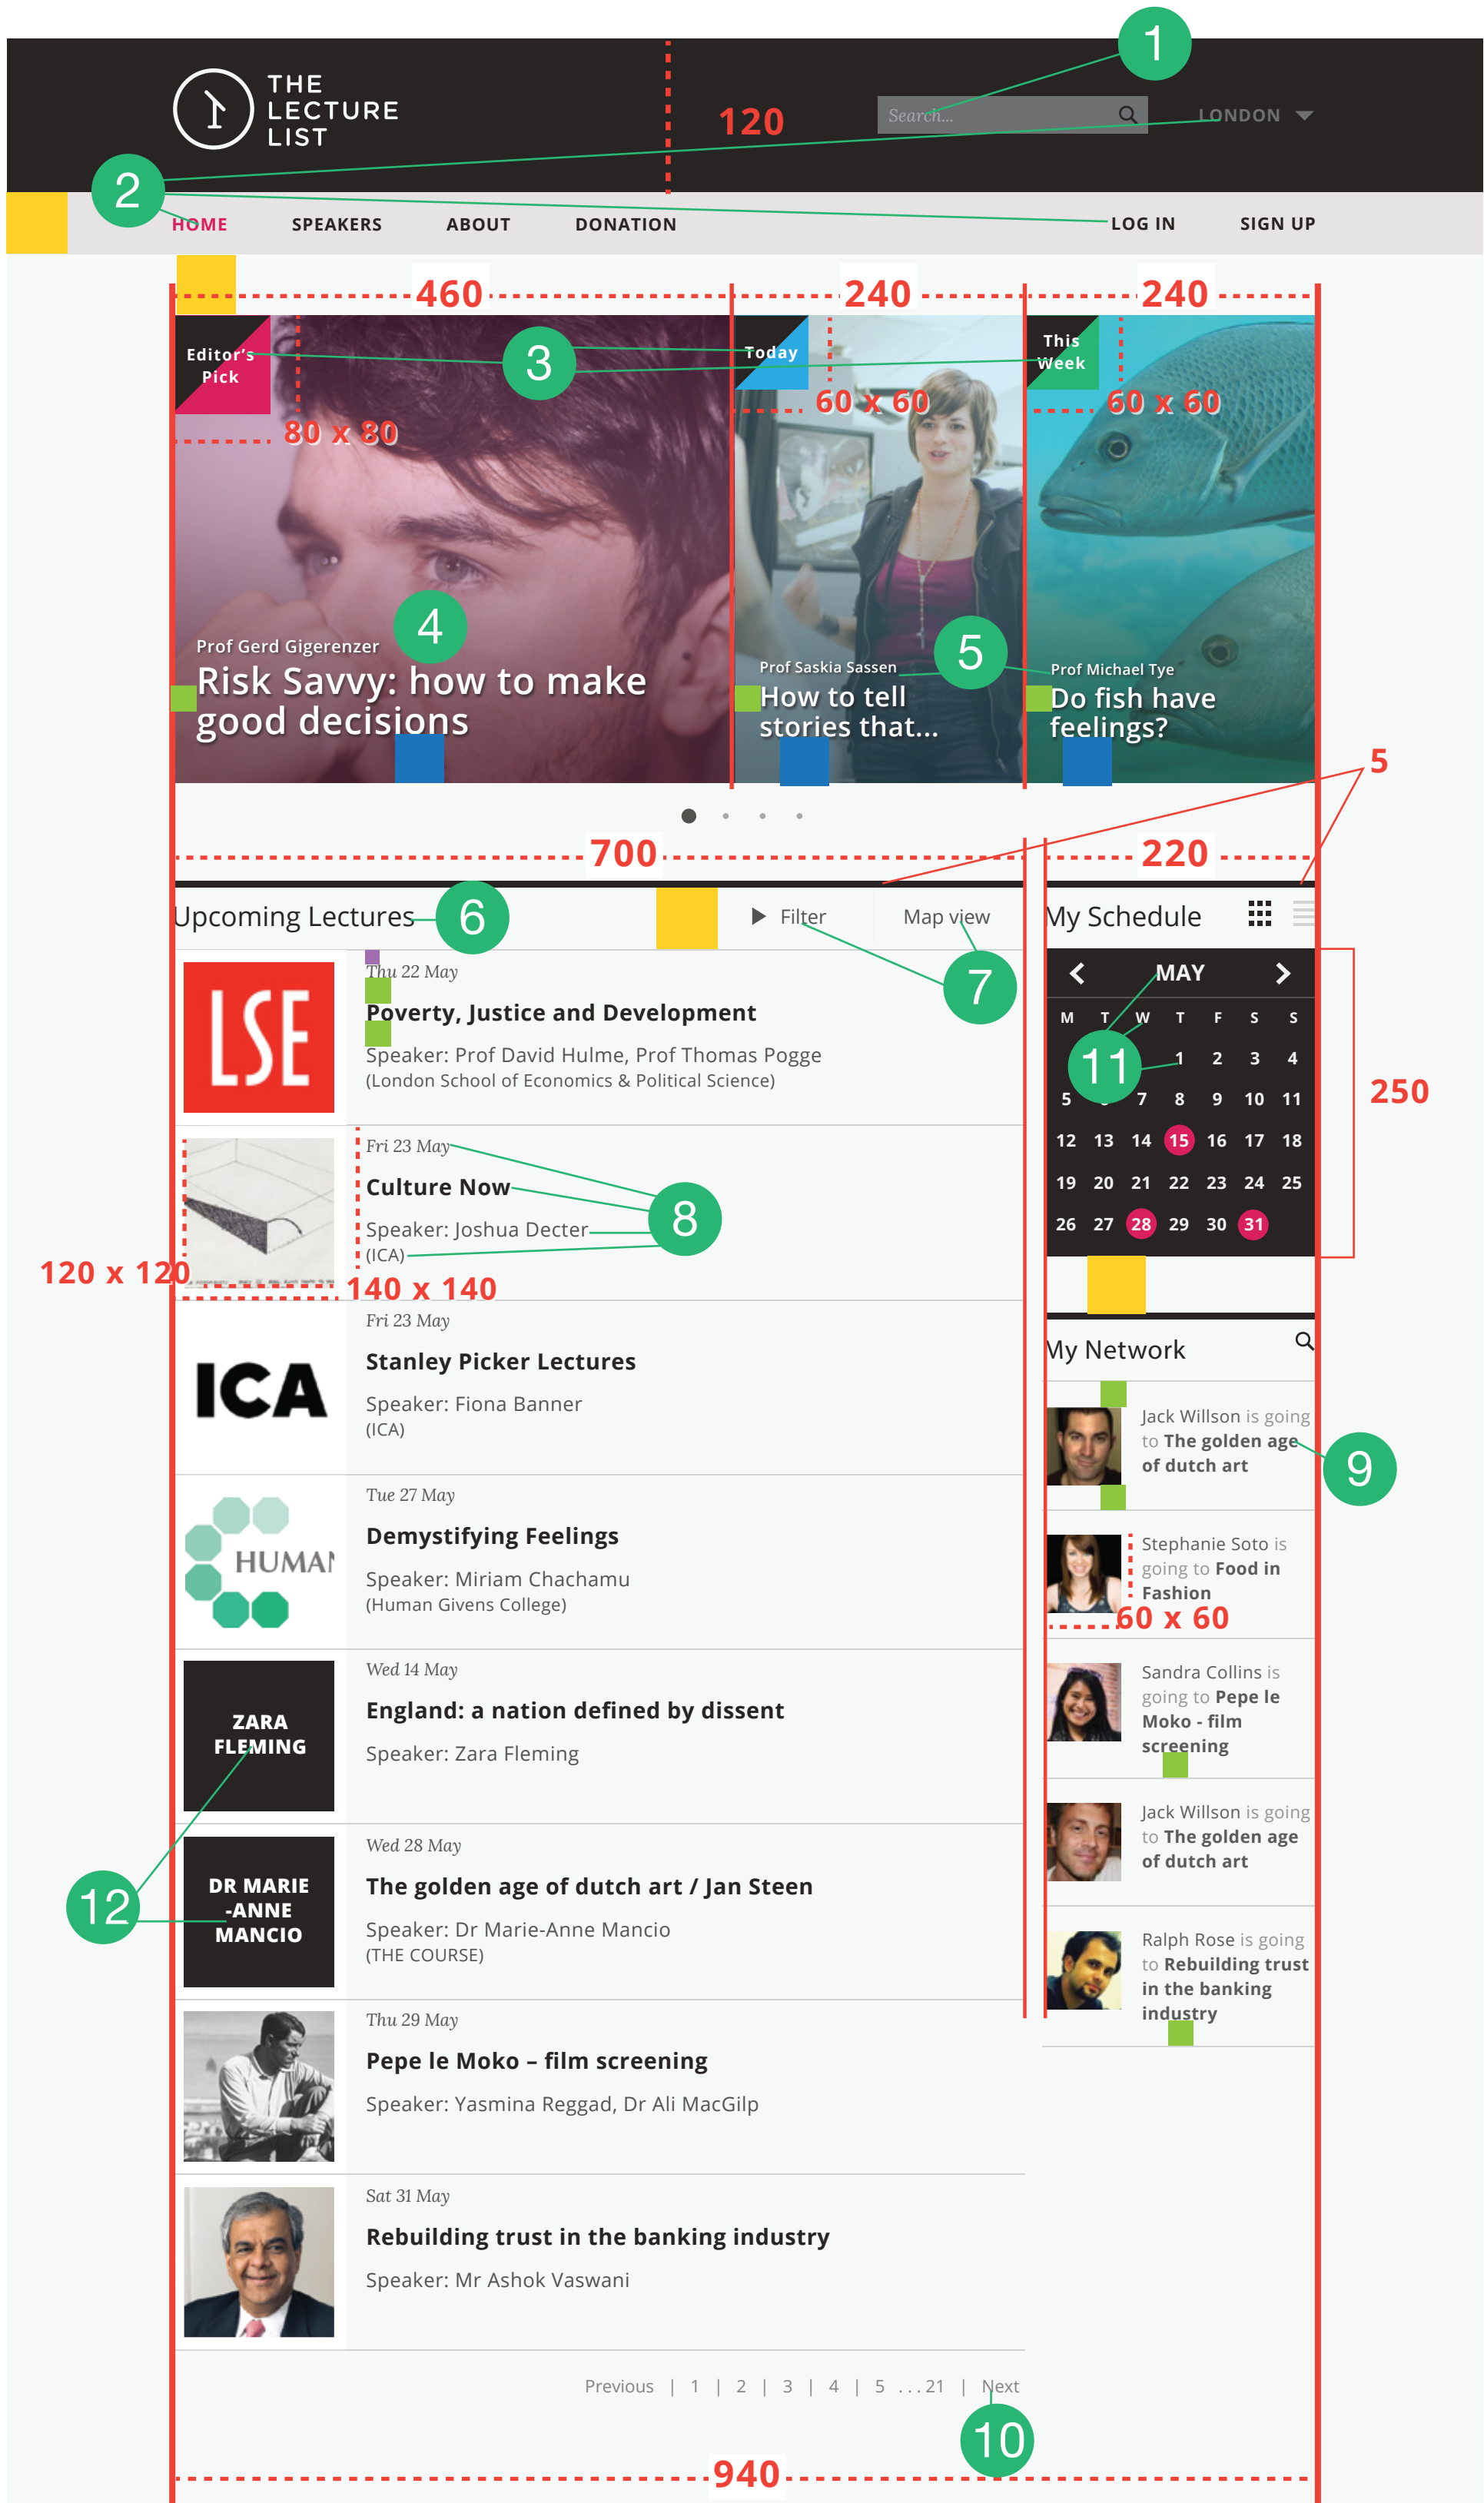 1
THE
LECTURE
LIST
120
Search...
LONDON
2
HOME SPEAKERS ABOUT DONATION LOG IN SIGN UP
460 240 240
Editor's
Pick
3
Today
This
Week
80 x 80
60 x 60
60 x 60
4
Prof Gerd Gigerenzer
Risk Savvy: how to make
good decisions
5
Prof Saskia Sassen
How to tell
stories that...
Prof Michael Tye
Do fish have
feelings?
5
700 220
Upcoming Lectures 6 Filter Map view
7
LSE
Thu 22 May
Poverty, Justice and Development
Speaker: Prof David Hulme, Prof Thomas Pogge
(London School of Economics & Political Science)
Fri 23 May
Culture Now
Speaker: Joshua Decter
(ICA)
8
120 x 120
140 x 140
ICA
Fri 23 May
Stanley Picker Lectures
Speaker: Fiona Banner
(ICA)
HUMAN
Tue 27 May
Demystifying Feelings
Speaker: Miriam Chachamu
(Human Givens College)
ZARA
FLEMING
Wed 14 May
England: a nation defined by dissent
Speaker: Zara Fleming
12
DR MARIE
-ANNE
MANCIO
Wed 28 May
The golden age of dutch art / Jan Steen
Speaker: Dr Marie-Anne Mancio
(THE COURSE)
Thu 29 May
Pepe le Moko – film screening
Speaker: Yasmina Reggad, Dr Ali MacGilp
Sat 31 May
Rebuilding trust in the banking industry
Speaker: Mr Ashok Vaswani
Previous | 1 | 2 | 3 | 4 | 5 ...21 | Next
10
My Schedule
MAY
M T W T F S S
11
1 2 3 4
5 6 7 8 9 10 11
12 13 14 15 16 17 18
19 20 21 22 23 24 25
26 27 28 29 30 31
250
My Network
Jack Willson is going
to The golden age
of dutch art
9
Stephanie Soto is
going to Food in
Fashion
60 x 60
Sandra Collins is
going to Pepe le
Moko - film
screening
Jack Willson is going
to The golden age
of dutch art
Ralph Rose is going
to Rebuilding trust
in the banking
industry
940